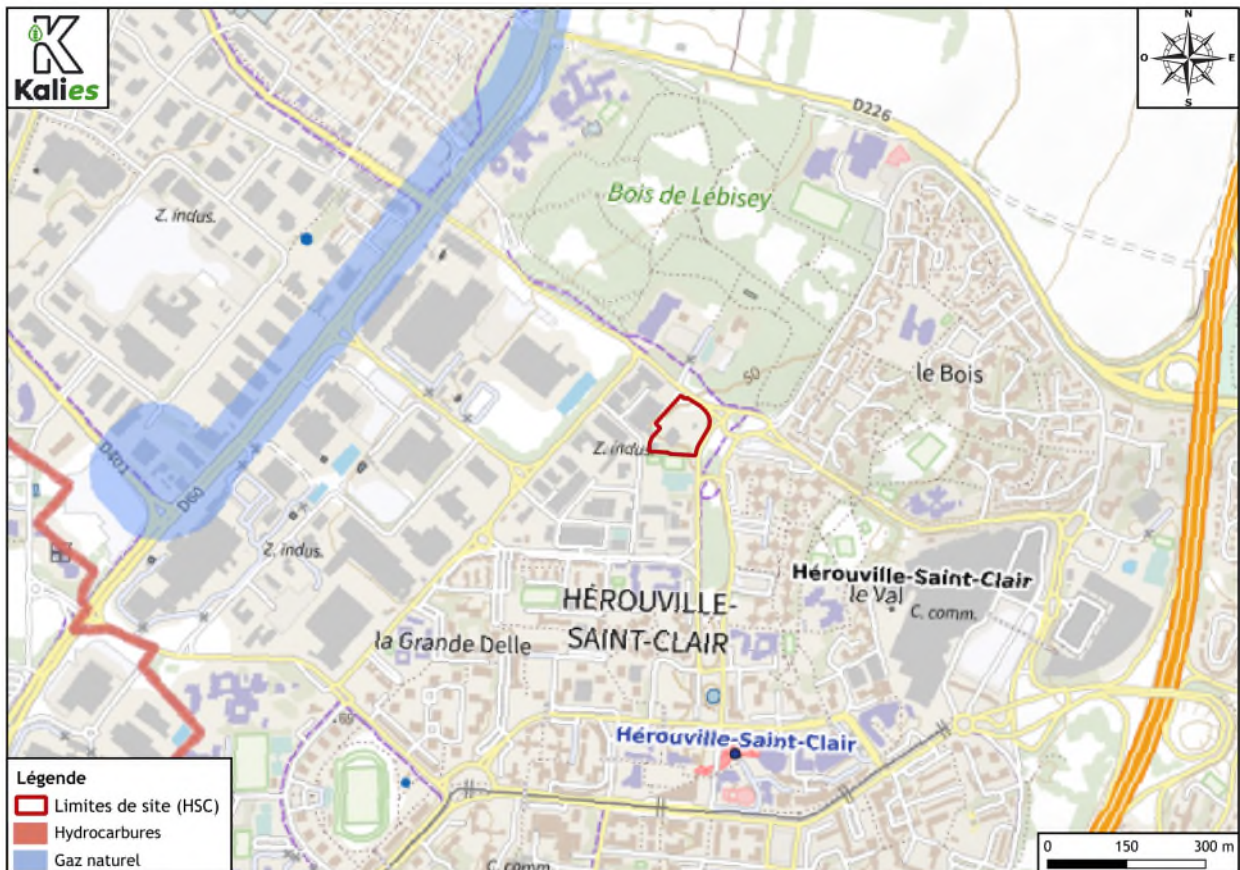 Kalies
N
O
E
S
D226
Bois de Lébisey
Z. indus.
le Bois
50
Z. indus.
D401
D60
Z. indus.
Hérouville-Saint-Clair
le Val
C. comm.
HÉROUVILLE-
SAINT-CLAIR
la Grande Delle
Hérouville-Saint-Clair
C. comm.
Légende
Limites de site (HSC)
Hydrocarbures
Gaz naturel
0 150 300 m